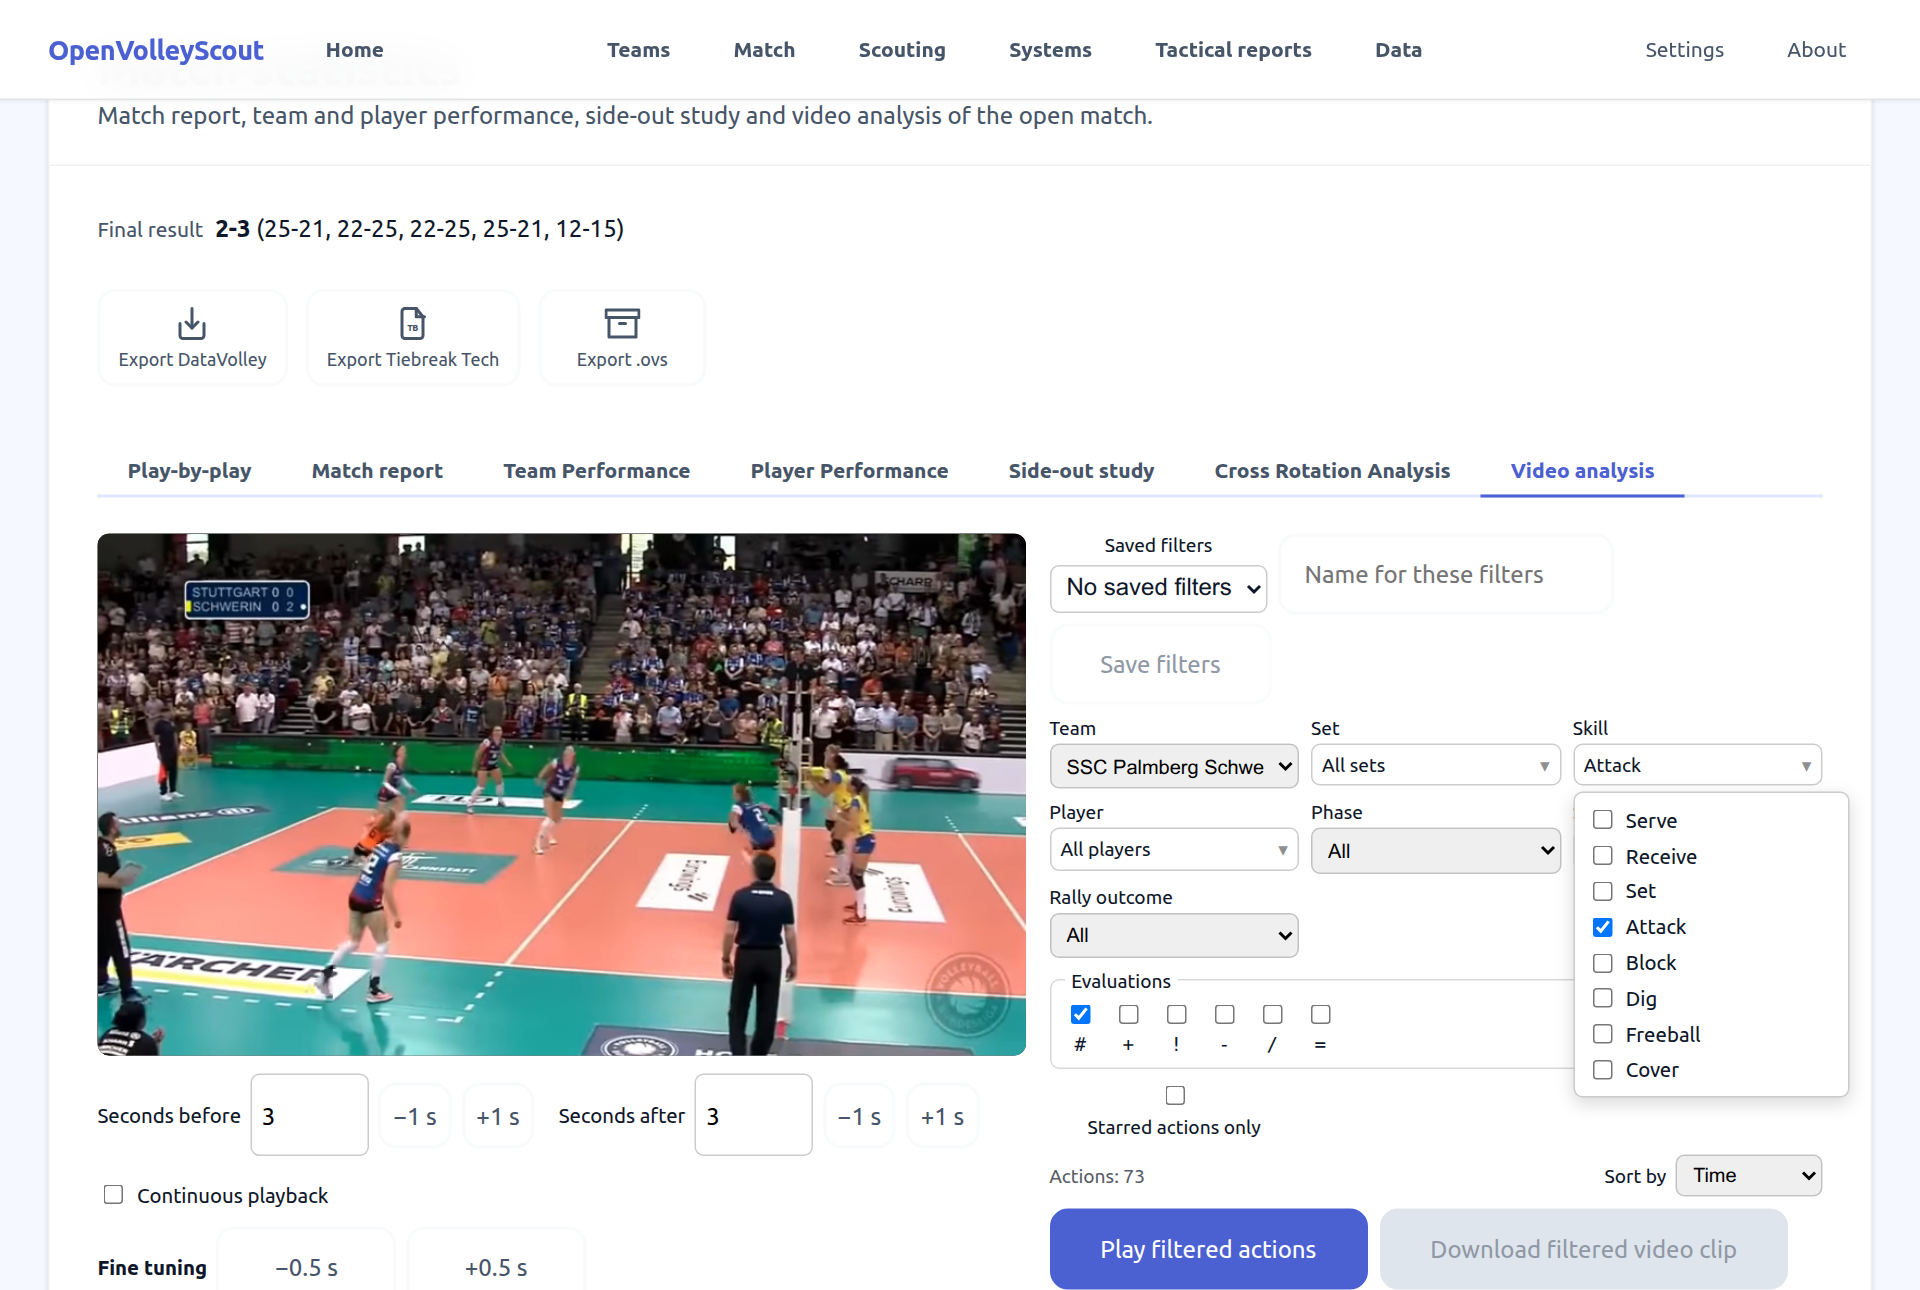 OpenVolleyScout Home Teams Match Scouting Systems Tactical reports Data Settings About
Match report, team and player performance, side-out study and video analysis of the open match.
Final result 2-3 (25-21, 22-25, 22-25, 25-21, 12-15)
Export DataVolley
TB
Export Tiebreak Tech
Export .ovs
Play-by-play Match report Team Performance Player Performance Side-out study Cross Rotation Analysis Video analysis
STUTTGART 0 0
SCHWERIN 0 2
KÄRCHER
Eurowings
Eurowings
VOLLEYBALL BUNDESLIGA
Seconds before 3 −1 s +1 s Seconds after 3 −1 s +1 s
Continuous playback
Fine tuning −0.5 s +0.5 s
Saved filters
No saved filters
Name for these filters
Save filters
Team Set Skill
SSC Palmberg Schwe All sets Attack
Player Phase
All players All
Rally outcome
All
Serve
Receive
Set
Attack
Block
Dig
Freeball
Cover
Evaluations
# + ! - / =
Starred actions only
Actions: 73 Sort by Time
Play filtered actions Download filtered video clip